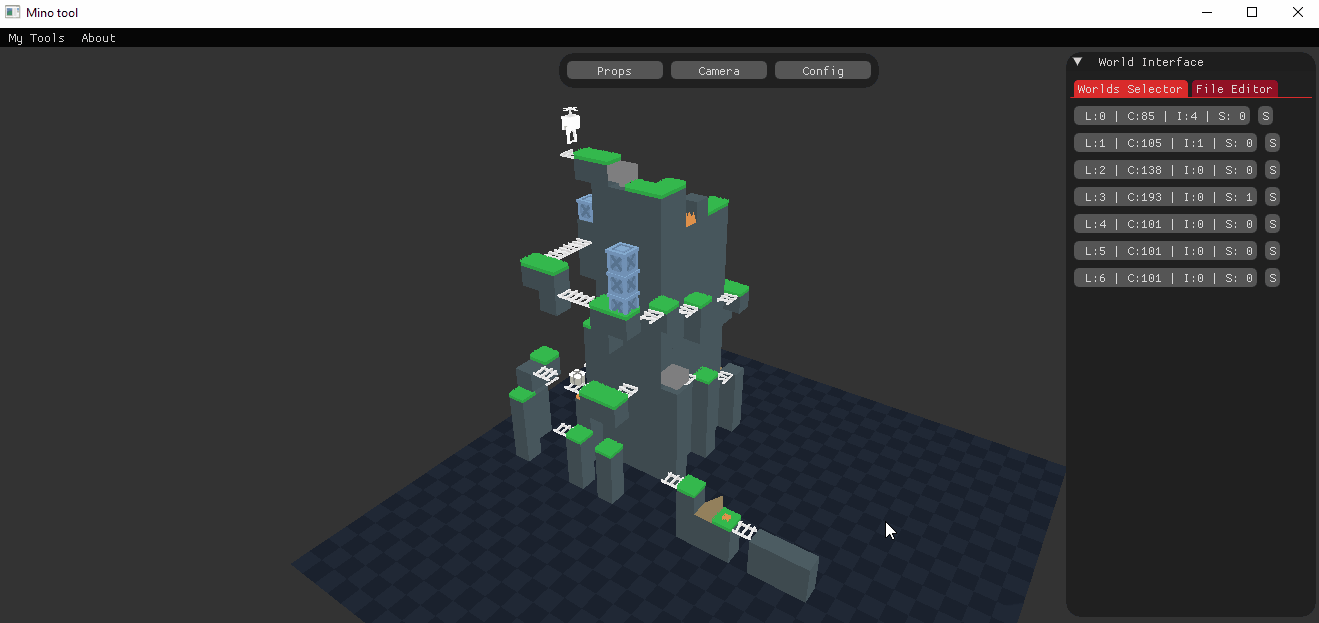 Mino tool
My Tools About
Props Camera Config
World Interface
Worlds Selector File Editor
L:0 | C:85 | I:4 | S: 0 S
L:1 | C:105 | I:1 | S: 0 S
L:2 | C:138 | I:0 | S: 0 S
L:3 | C:193 | I:0 | S: 1 S
L:4 | C:101 | I:0 | S: 0 S
L:5 | C:101 | I:0 | S: 0 S
L:6 | C:101 | I:0 | S: 0 S